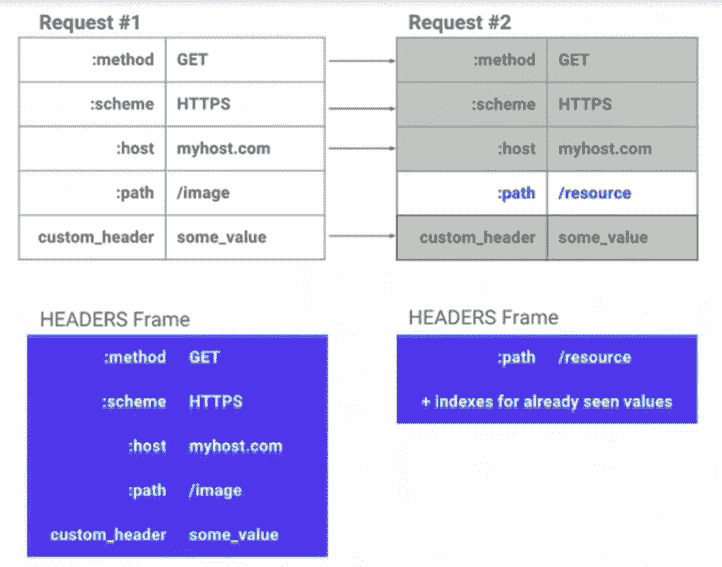 Request #1
:method GET
:scheme HTTPS
:host myhost.com
:path /image
custom_header some_value
Request #2
:method GET
:scheme HTTPS
:host myhost.com
:path /resource
custom_header some_value
HEADERS Frame
:method GET
:scheme HTTPS
:host myhost.com
:path /image
custom_header some_value
HEADERS Frame
:path /resource
+ indexes for already seen values